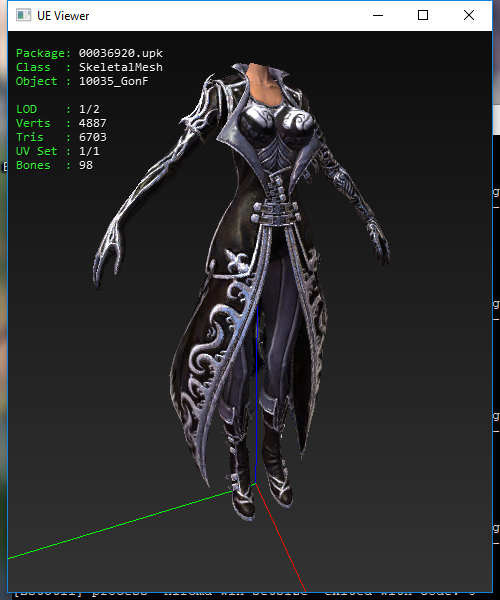 UE Viewer
Package: 00036920.upk
Class : SkeletalMesh
Object : 10035_GonF
LOD : 1/2
Verts : 4887
Tris : 6703
UV Set : 1/1
Bones : 98